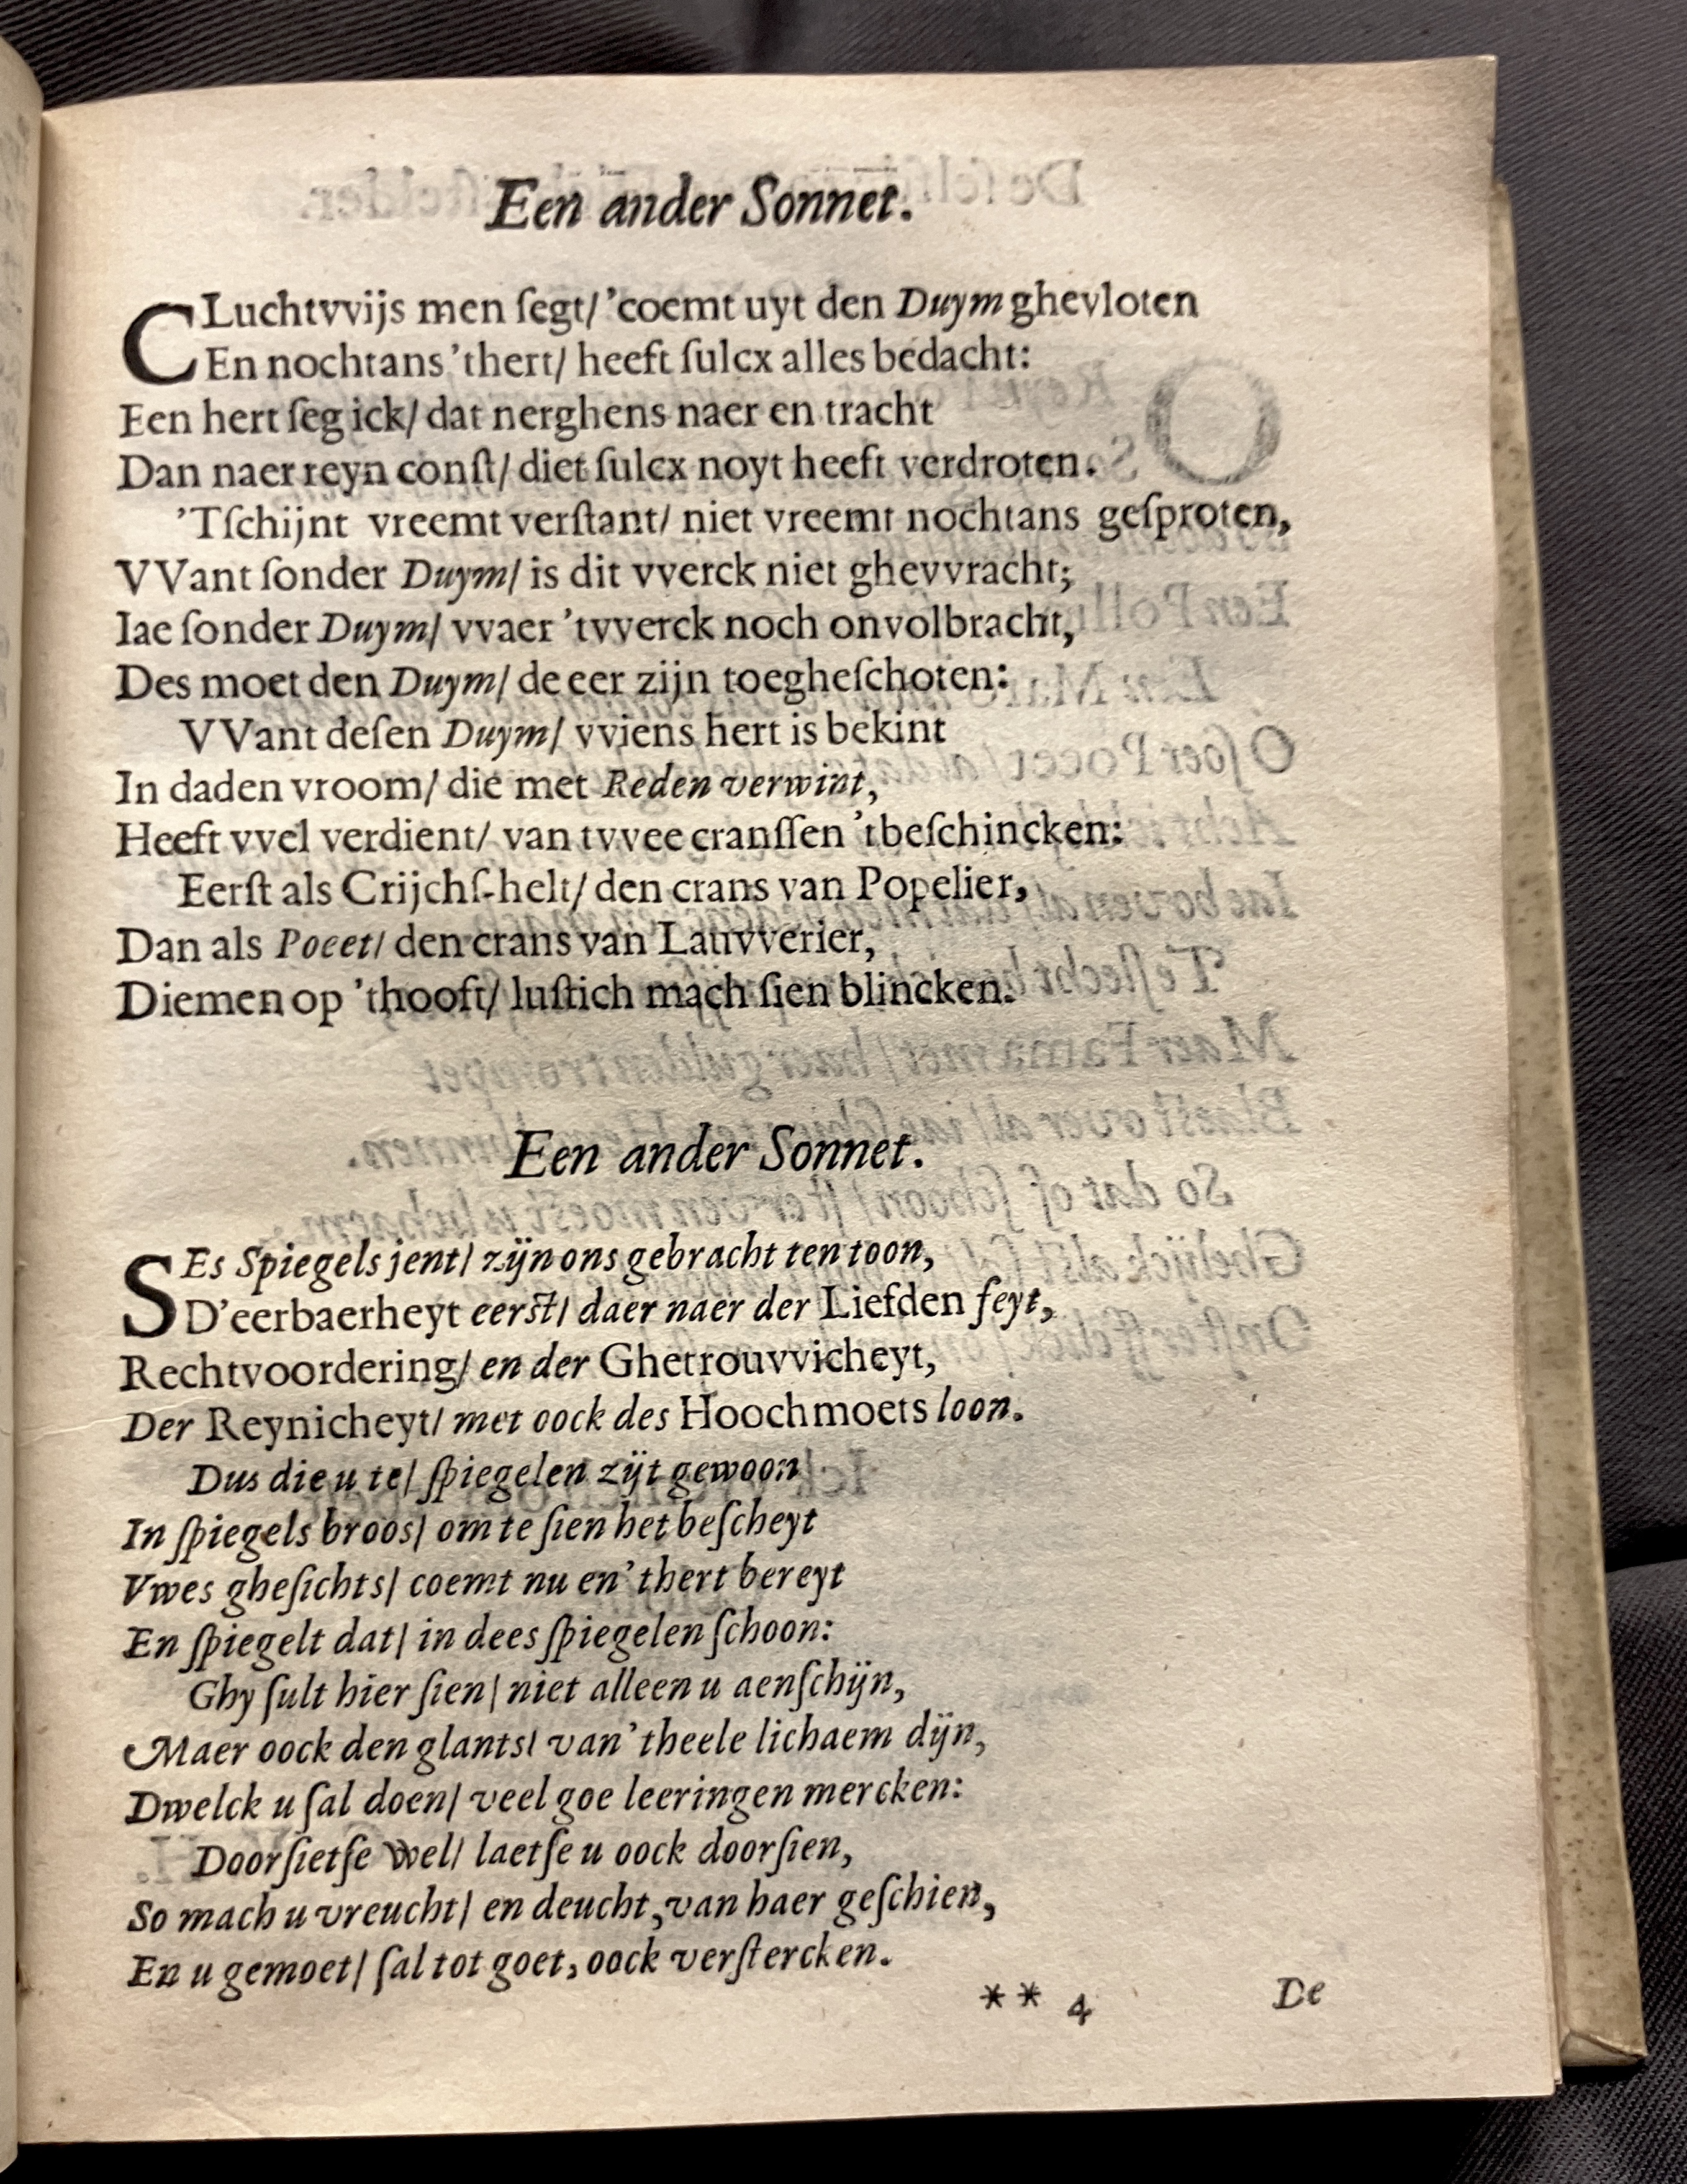 Een ander Sonnet.
CLuchtvvijs men ſegt/ 'coemt uyt den Duym ghevloten
En nochtans 'thert/ heeft ſulcx alles bedacht:
Een hert ſeg ick/ dat nerghens naer en tracht
Dan naer reyn conſt/ diet ſulcx noyt heeft verdroten.
'Tſchijnt vreemt verſtant/ niet vreemt nochtans geſproten,
VVant ſonder Duym/ is dit vverck niet ghevvracht;
Iae ſonder Duym/ vvaer 'tvverck noch onvolbracht,
Des moet den Duym/ de eer zijn toegheſchoten:
VVant deſen Duym/ vviens hert is bekint
In daden vroom/ die met Reden verwint,
Heeft vvel verdient/ van tvvee cranſſen 'tbeſchincken:
Eerſt als Crijchſ-helt/ den crans van Popelier,
Dan als Poeet/ den crans van Lauvverier,
Diemen op 'thooft/ luſtich mach ſien blincken.
Een ander Sonnet.
SEs Spiegels jent/ zijn ons gebracht ten toon,
D'eerbaerheyt eerſt/ daer naer der Liefden feyt,
Rechtvoordering/ en der Ghetrouvvicheyt,
Der Reynicheyt/ met oock des Hoochmoets loon.
Dus die u te/ ſpiegelen zijt gewoon
In ſpiegels broos/ om te ſien het beſcheyt
Vwes gheſichts/ coemt nu en 'thert bereyt
En ſpiegelt dat/ in dees ſpiegelen ſchoon:
Ghy ſult hier ſien/ niet alleen u aenſchijn,
Maer oock den glants/ van 'theele lichaem dijn,
Dwelck u ſal doen/ veel goe leeringen mercken:
Doorſietſe wel/ laetſe u oock doorſien,
So mach u vreucht/ en deucht, van haer geſchien,
En u gemoet/ ſal tot goet, oock verſtercken.
** 4 De